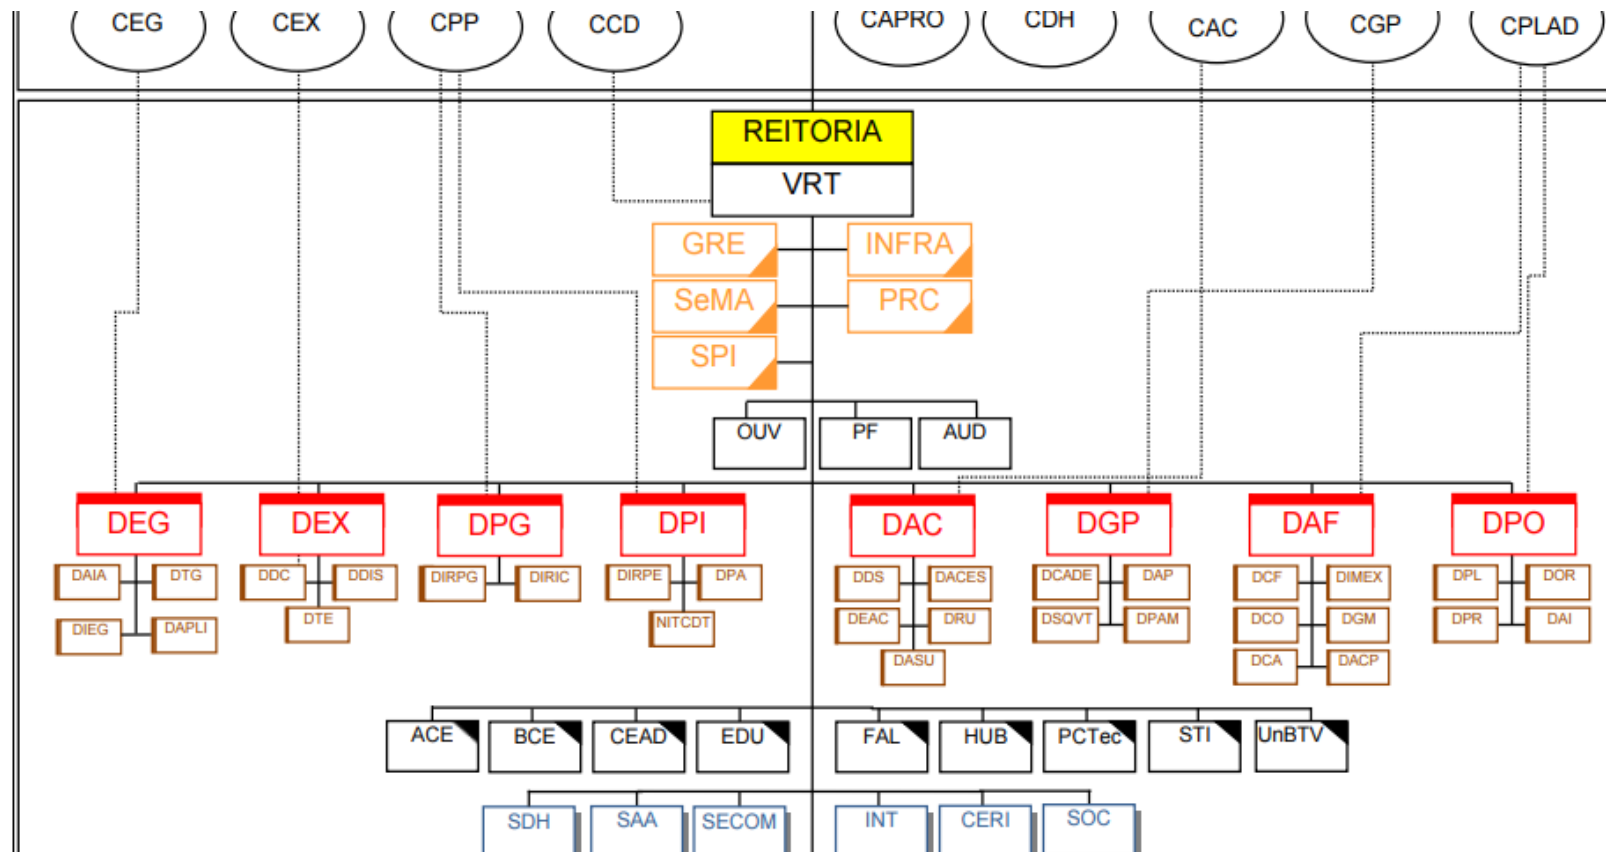 CEG CEX CPP CCD CAPRO CDH CAC CGP CPLAD
REITORIA
VRT
GRE INFRA
SeMA PRC
SPI
OUV PF AUD
DEG DEX DPG DPI DAC DGP DAF DPO
DAIA DTG DDC DDIS DIRPG DIRIC DIRPE DPA DDS DACES DCADE DAP DCF DIMEX DPL DOR
DIEG DAPLI DTE NITCDT DEAC DRU DSQVT DPAM DCO DGM DPR DAI
DASU DCA DACP
ACE BCE CEAD EDU FAL HUB PCTec STI UnBTV
SDH SAA SECOM INT CERI SOC